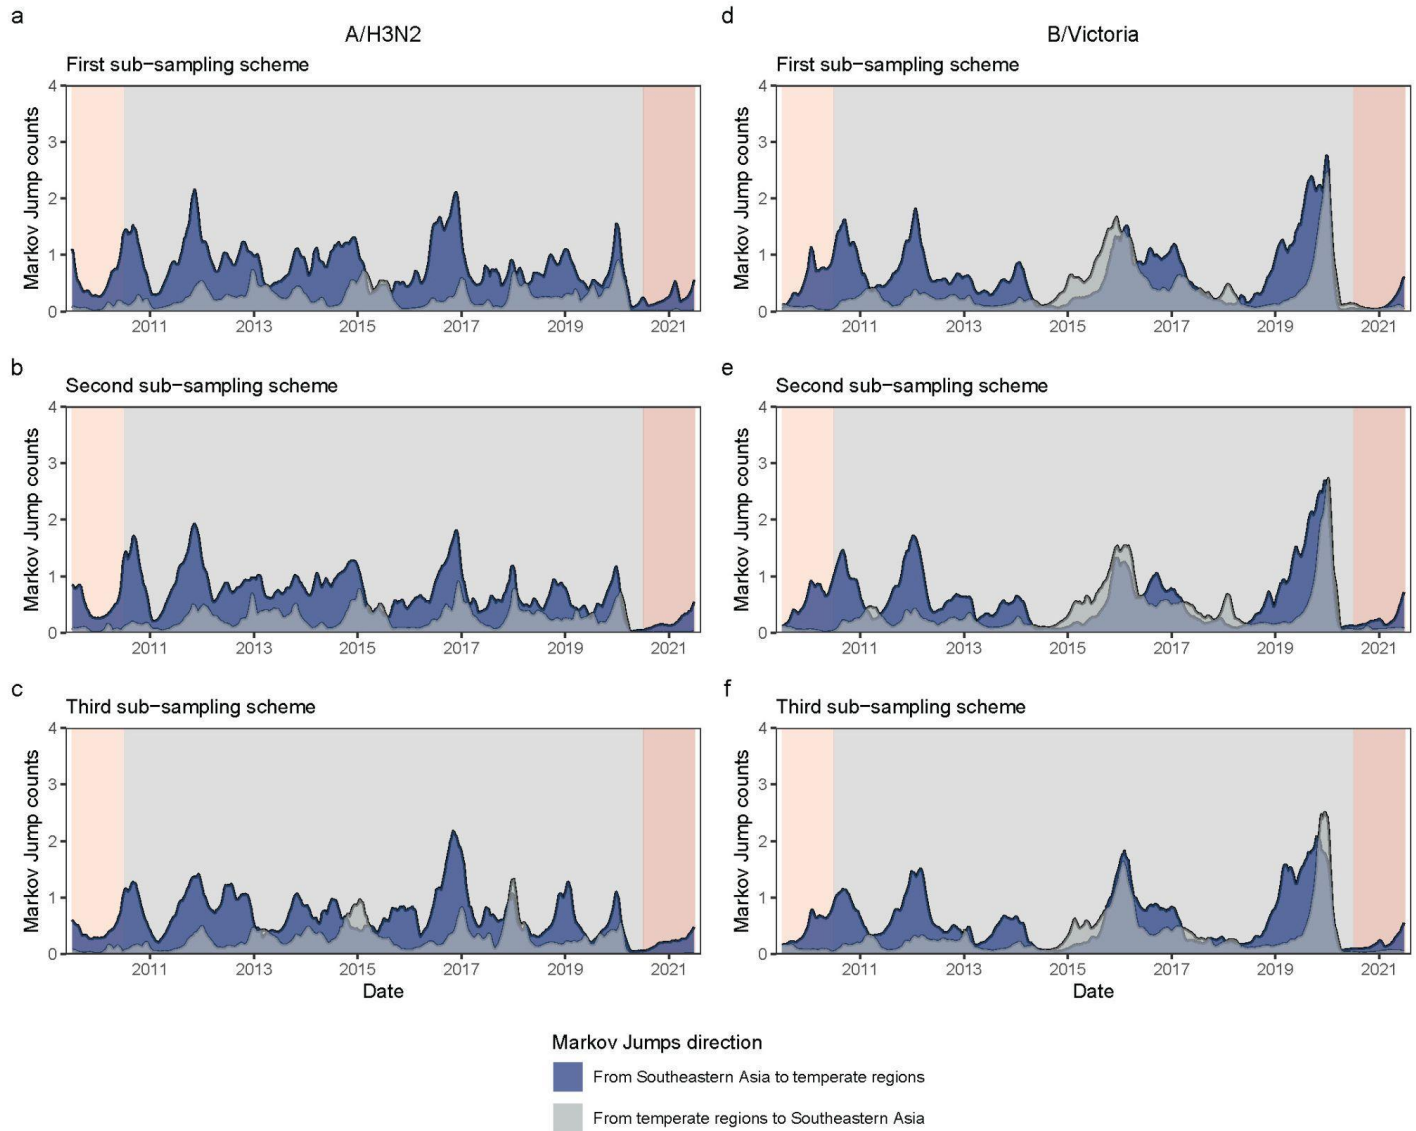 a
A/H3N2
First sub-sampling scheme
Markov Jump counts
4
3
2
1
0
2011 2013 2015 2017 2019 2021
d
B/Victoria
First sub-sampling scheme
Markov Jump counts
4
3
2
1
0
2011 2013 2015 2017 2019 2021
b
Second sub-sampling scheme
Markov Jump counts
4
3
2
1
0
2011 2013 2015 2017 2019 2021
e
Second sub-sampling scheme
Markov Jump counts
4
3
2
1
0
2011 2013 2015 2017 2019 2021
c
Third sub-sampling scheme
Markov Jump counts
4
3
2
1
0
2011 2013 2015 2017 2019 2021
Date
f
Third sub-sampling scheme
Markov Jump counts
4
3
2
1
0
2011 2013 2015 2017 2019 2021
Date
Markov Jumps direction
From Southeastern Asia to temperate regions
From temperate regions to Southeastern Asia